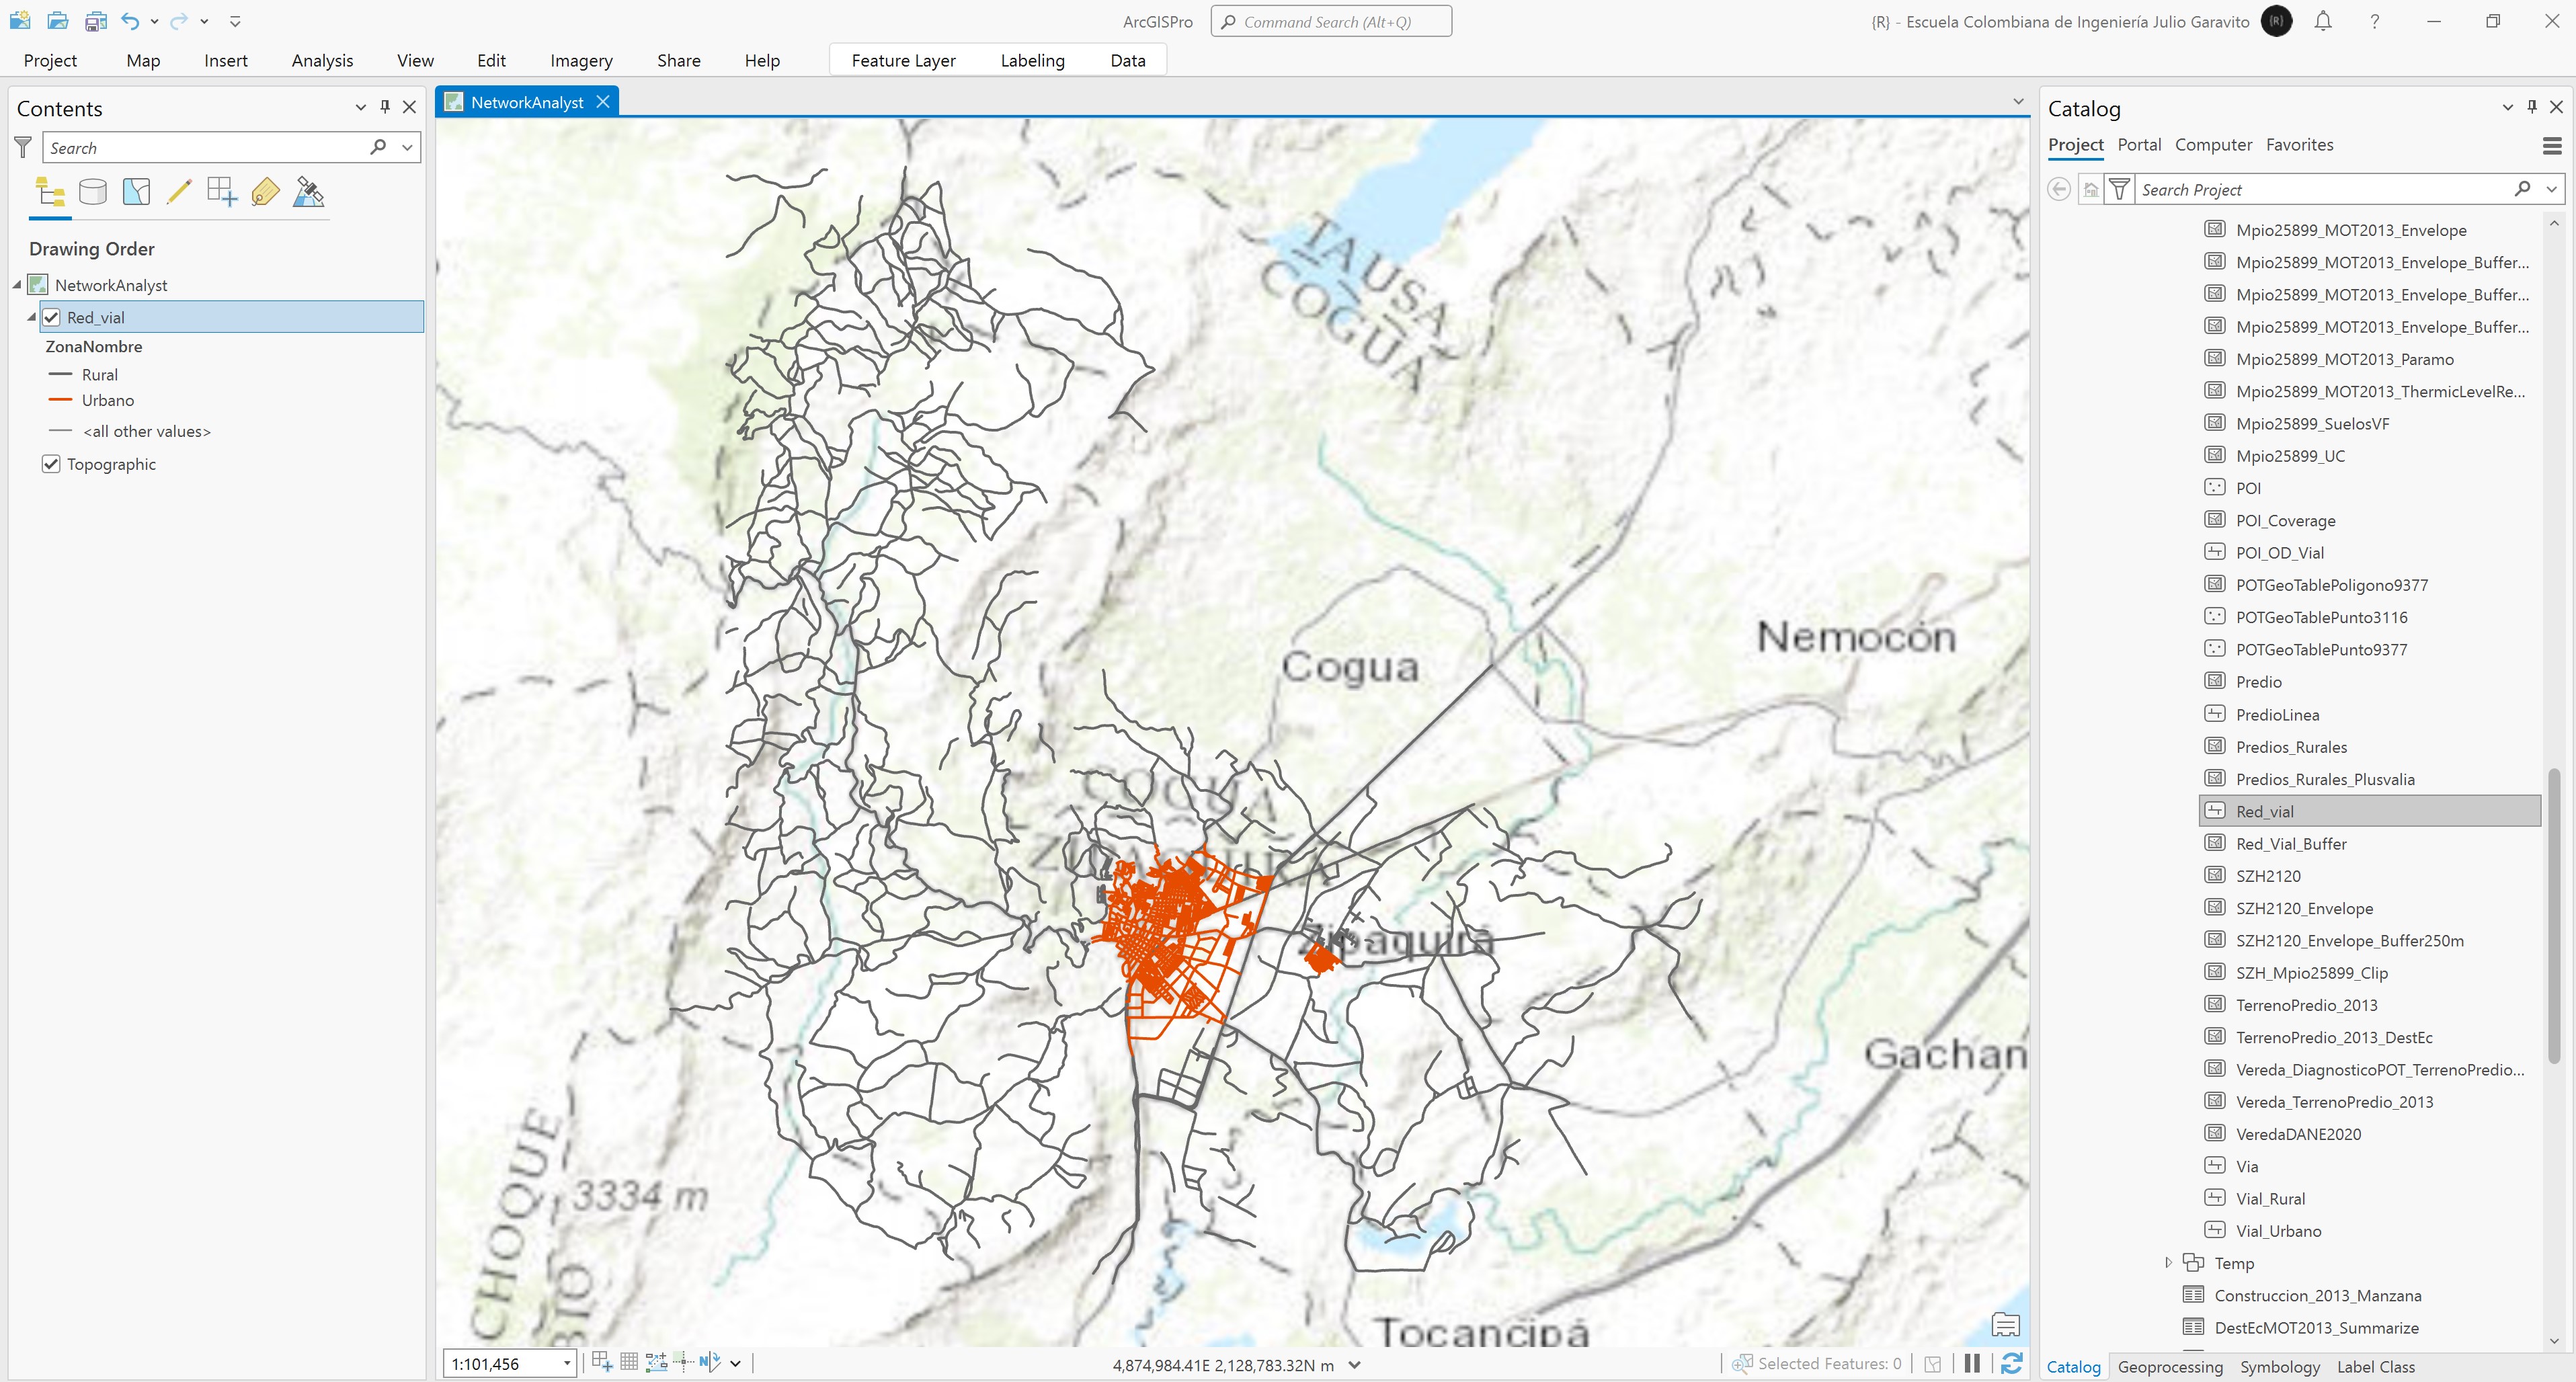 ArcGISPro
Command Search (Alt+Q)
{R} - Escuela Colombiana de Ingeniería Julio Garavito
{R}
Project
Map
Insert
Analysis
View
Edit
Imagery
Share
Help
Feature Layer
Labeling
Data
Contents
Search
Drawing Order
NetworkAnalyst
Red_vial
ZonaNombre
Rural
Urbano
<all other values>
Topographic
NetworkAnalyst
TAUSA
COGUA
Nemocón
Cogua
COGUA
ZIPAQUIRÁ
Zipaquirá
Gachan
CHOQUE
BIO
3334 m
Tocancipá
1:101,456
4,874,984.41E 2,128,783.32N m
Selected Features: 0
Catalog
Project
Portal
Computer
Favorites
Search Project
Mpio25899_MOT2013_Envelope
Mpio25899_MOT2013_Envelope_Buffer...
Mpio25899_MOT2013_Envelope_Buffer...
Mpio25899_MOT2013_Envelope_Buffer...
Mpio25899_MOT2013_Paramo
Mpio25899_MOT2013_ThermicLevelRe...
Mpio25899_SuelosVF
Mpio25899_UC
POI
POI_Coverage
POI_OD_Vial
POTGeoTablePoligono9377
POTGeoTablePunto3116
POTGeoTablePunto9377
Predio
PredioLinea
Predios_Rurales
Predios_Rurales_Plusvalia
Red_vial
Red_Vial_Buffer
SZH2120
SZH2120_Envelope
SZH2120_Envelope_Buffer250m
SZH_Mpio25899_Clip
TerrenoPredio_2013
TerrenoPredio_2013_DestEc
Vereda_DiagnosticoPOT_TerrenoPredio...
Vereda_TerrenoPredio_2013
VeredaDANE2020
Via
Vial_Rural
Vial_Urbano
Temp
Construccion_2013_Manzana
DestEcMOT2013_Summarize
Catalog
Geoprocessing
Symbology
Label Class